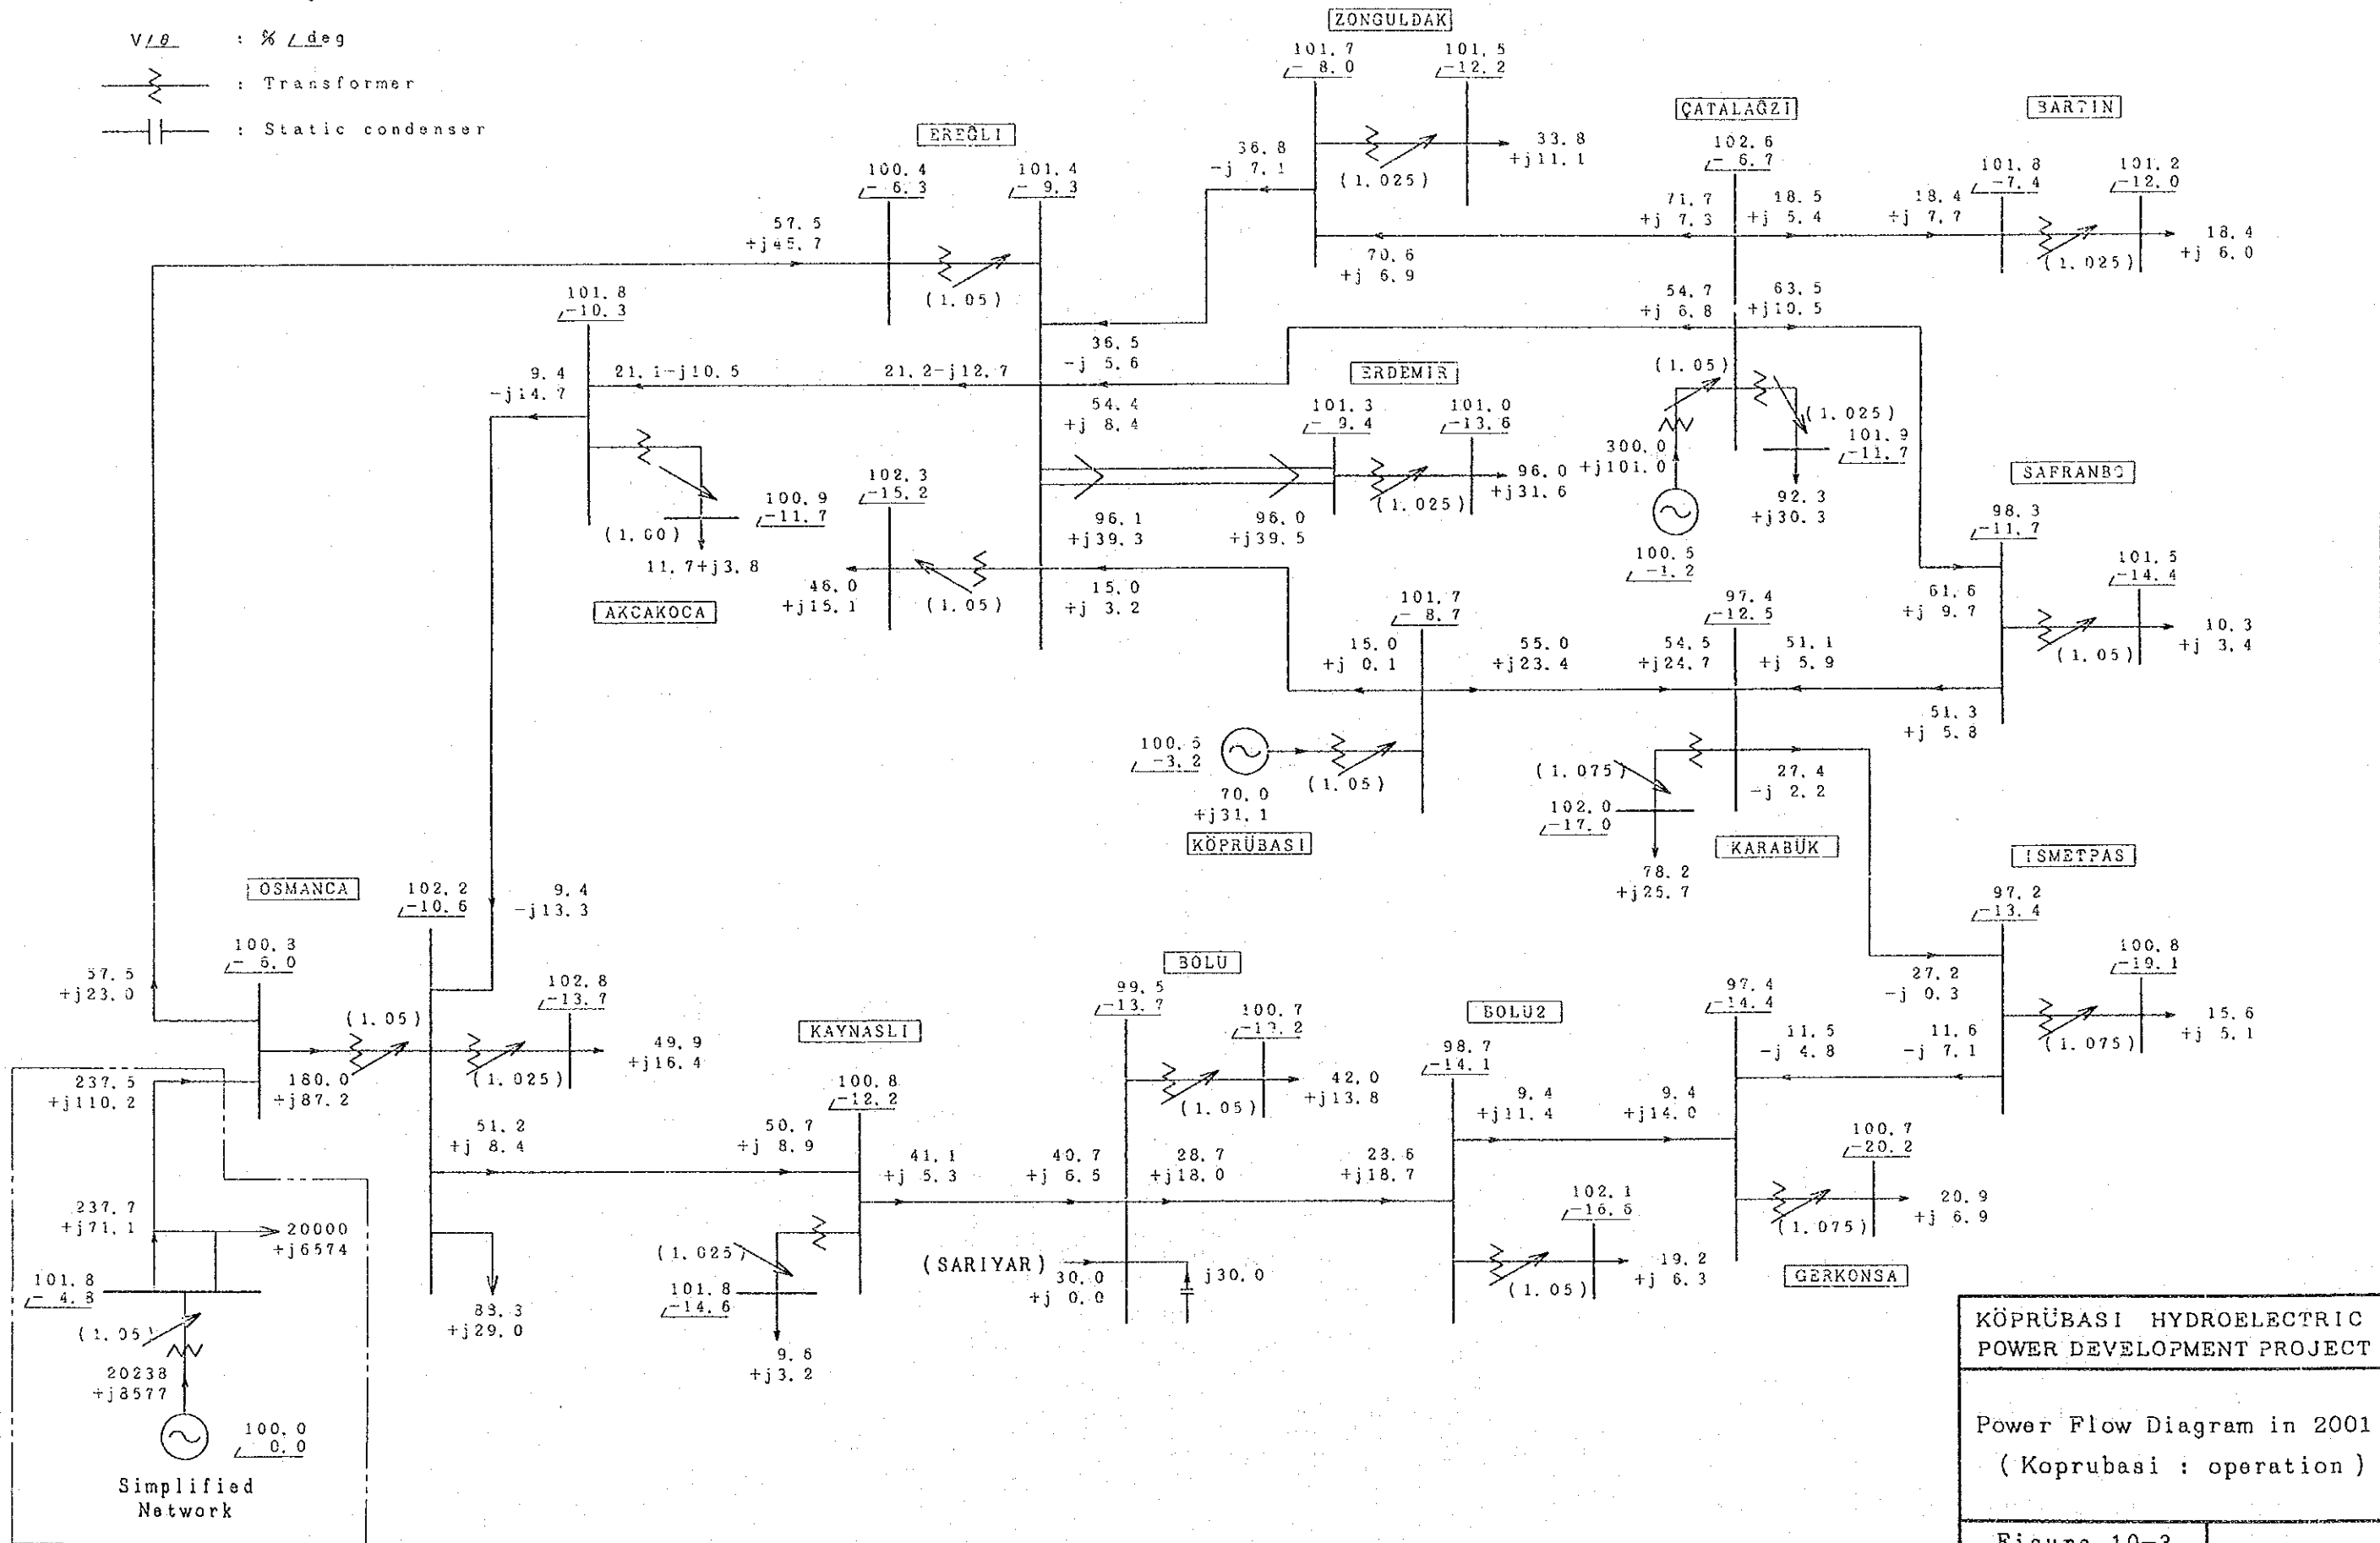 V/θ : % ∠deg
: Transformer
: Static condenser
ZONGULDAK
101.7
∠- 8.0
101.5
∠-12.2
36.8
-j 7.1
(1.025)
33.8
+j11.1
70.6
+j 6.9
ÇATALAĞZI
102.6
∠- 6.7
71.7
+j 7.3
18.5
+j 5.4
54.7
+j 6.8
63.5
+j10.5
(1.05)
300.0
+j101.0
100.5
∠-1.2
(1.025)
101.9
∠-11.7
92.3
+j30.3
BARTIN
18.4
+j 7.7
101.8
∠-7.4
101.2
∠-12.0
(1.025)
18.4
+j 6.0
EREĞLI
100.4
∠- 6.3
101.4
∠- 9.3
57.5
+j45.7
(1.05)
36.5
-j 5.6
21.2-j12.7
54.4
+j 8.4
96.1
+j39.3
102.3
∠-15.2
46.0
+j15.1
(1.05)
15.0
+j 3.2
101.8
∠-10.3
9.4
-j14.7
21.1-j10.5
100.9
∠-11.7
(1.00)
11.7+j3.8
AKCAKOCA
ERDEMIR
101.3
∠- 9.4
101.0
∠-13.6
96.0
+j39.5
(1.025)
96.0
+j31.6
SAFRANBO
98.3
∠-11.7
101.5
∠-14.4
61.6
+j 9.7
(1.05)
10.3
+j 3.4
51.3
+j 5.8
101.7
∠- 8.7
15.0
+j 0.1
55.0
+j23.4
100.5
∠ -3.2
70.0
+j31.1
(1.05)
KÖPRÜBASI
97.4
∠-12.5
54.5
+j24.7
51.1
+j 5.9
(1.075)
102.0
∠-17.0
78.2
+j25.7
27.4
-j 2.2
KARABÜK
ISMETPAS
97.2
∠-13.4
100.8
∠-19.1
27.2
-j 0.3
11.6
-j 7.1
(1.075)
15.6
+j 5.1
OSMANCA
100.3
∠- 6.0
102.2
∠-10.6
9.4
-j13.3
57.5
+j23.0
(1.05)
237.5
+j110.2
180.0
+j87.2
102.8
∠-13.7
(1.025)
49.9
+j16.4
51.2
+j 8.4
50.7
+j 8.9
88.3
+j29.0
KAYNASLI
100.8
∠-12.2
41.1
+j 5.3
(1.025)
101.8
∠-14.6
9.6
+j3.2
BOLU
99.5
∠-13.7
100.7
∠-19.2
(1.05)
42.0
+j13.8
40.7
+j 6.5
28.7
+j18.0
(SARIYAR)
30.0
+j 0.0
j30.0
BOLU2
98.7
∠-14.1
23.6
+j18.7
9.4
+j11.4
102.1
∠-16.6
(1.05)
19.2
+j 6.3
97.4
∠-14.4
11.5
-j 4.8
9.4
+j14.0
100.7
∠-20.2
(1.075)
20.9
+j 6.9
GERKONSA
237.7
+j71.1
20000
+j6574
101.8
∠- 4.8
(1.05)
20238
+j8577
100.0
∠ 0.0
Simplified
Network
KÖPRÜBASI HYDROELECTRIC
POWER DEVELOPMENT PROJECT
Power Flow Diagram in 2001
( Koprubasi : operation )
Figure 10-3